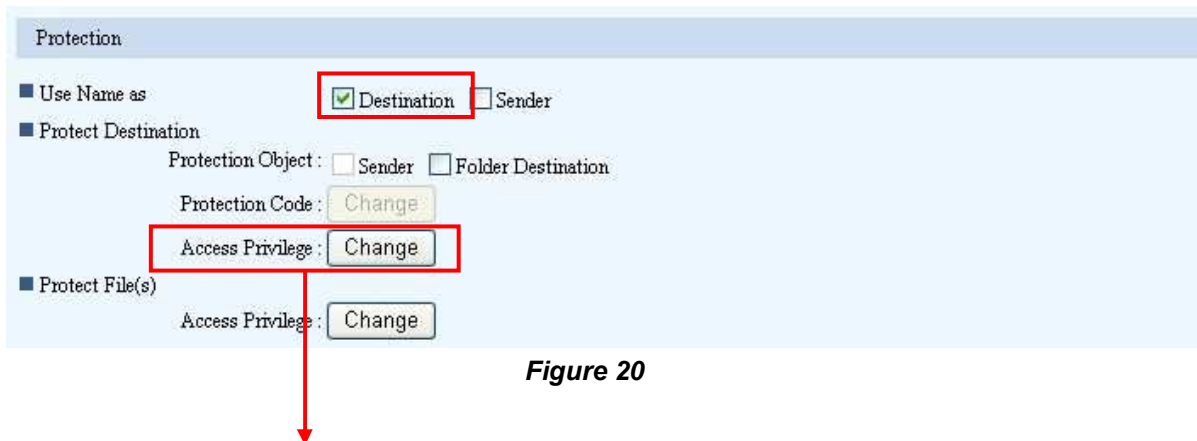 Protection
Use Name as Destination Sender
Protect Destination
Protection Object : Sender Folder Destination
Protection Code : Change
Access Privilege : Change
Protect File(s)
Access Privilege : Change
Figure 20